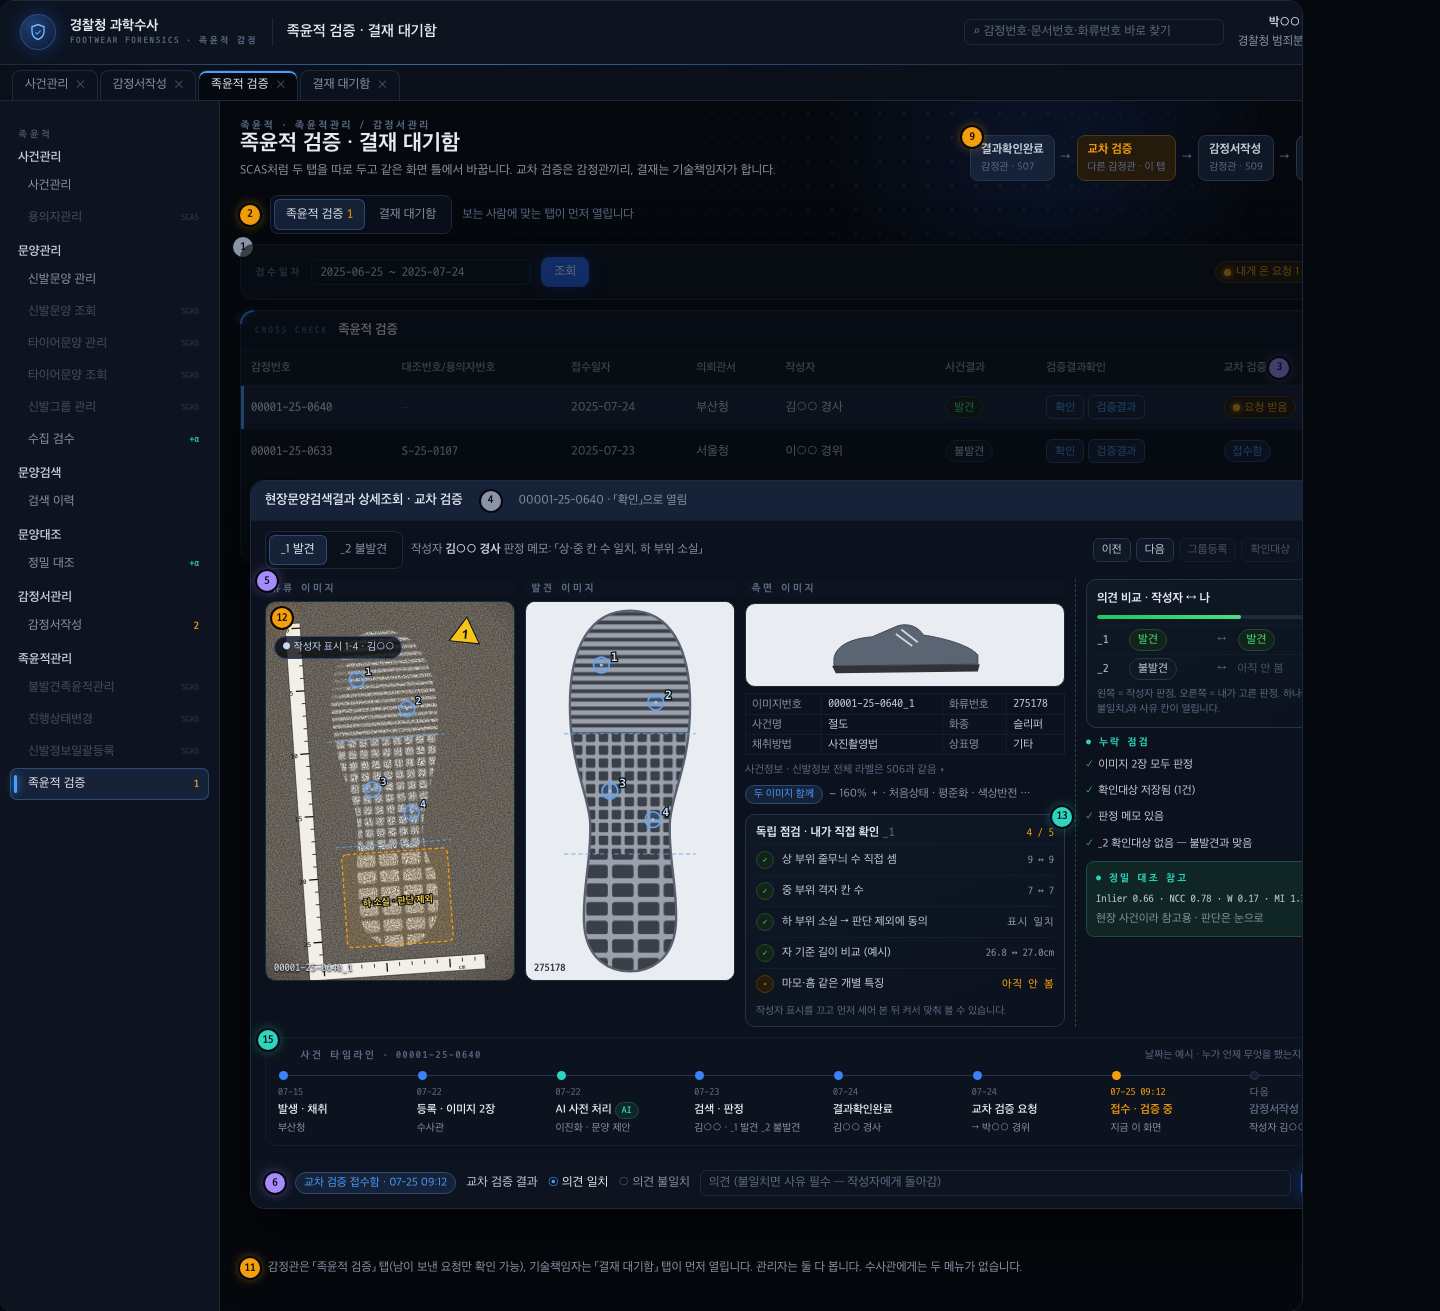 경찰청 과학수사
FOOTWEAR FORENSICS · 족윤적 감정
족윤적 검증 · 결재 대기함
감정번호·문서번호·화류번호 바로 찾기
박○○
경찰청 범죄분
사건관리 ×
감정서작성 ×
족윤적 검증 ×
결재 대기함 ×
족윤적
사건관리
사건관리
용의자관리 SCAS
문양관리
신발문양 관리
신발문양 조회 SCAS
타이어문양 관리 SCAS
타이어문양 조회 SCAS
신발그룹 관리 SCAS
수집 검수 +α
문양검색
검색 이력
문양대조
정밀 대조 +α
감정서관리
감정서작성 2
족윤적관리
불발견족윤적관리 SCAS
진행상태변경 SCAS
신발정보일괄등록 SCAS
족윤적 검증 1
족윤적 · 족윤적관리 / 감정서관리
족윤적 검증 · 결재 대기함
SCAS처럼 두 탭을 따로 두고 같은 화면 틀에서 바꿉니다. 교차 검증은 감정관끼리, 결재는 기술책임자가 합니다.
9
결과확인완료
감정관 · S07
→
교차 검증
다른 감정관 · 이 탭
→
감정서작성
감정관 · S09
→
2
족윤적 검증 1
결재 대기함
보는 사람에 맞는 탭이 먼저 열립니다
1
접수일자 2025-06-25 ~ 2025-07-24 조회
내게 온 요청 1
CROSS CHECK 족윤적 검증
감정번호 대조번호/용의자번호 접수일자 의뢰관서 작성자 사건결과 검증결과확인 교차 검증 3
00001-25-0640 – 2025-07-24 부산청 김○○ 경사 발견 확인 검증결과 요청 받음
00001-25-0633 S-25-0107 2025-07-23 서울청 이○○ 경위 불발견 확인 검증결과 접수함
현장문양검색결과 상세조회 · 교차 검증 4 00001-25-0640 · 「확인」으로 열림
_1 발견 _2 불발견 작성자 김○○ 경사 판정 메모: 「상·중 칸 수 일치, 하 부위 소실」
이전 다음 그룹등록 확인대상
5
류 이미지
12
작성자 표시 1-4 · 김○○
1
1
2
3
4
하 소실 · 판단 제외
5
10
15
20
25
cm
00001-25-0640_1
발견 이미지
1
2
3
4
275178
측면 이미지
이미지번호 00001-25-0640_1 화류번호 275178
사건명 절도 화종 슬리퍼
채취방법 사진촬영법 상표명 기타
사건정보 · 신발정보 전체 라벨은 S06과 같음
두 이미지 함께 − 160% + · 처음상태 · 평준화 · 색상반전 ···
13
독립 점검 · 내가 직접 확인 _1 4 / 5
✓ 상 부위 줄무늬 수 직접 셈 9 ↔ 9
✓ 중 부위 격자 칸 수 7 ↔ 7
✓ 하 부위 소실 → 판단 제외에 동의 표시 일치
✓ 자 기준 길이 비교 (예시) 26.8 ↔ 27.0cm
· 마모·흠 같은 개별 특징 아직 안 봄
작성자 표시를 끄고 먼저 세어 본 뒤 켜서 맞춰 볼 수 있습니다.
의견 비교 · 작성자 ↔ 나
_1 발견 ↔ 발견
_2 불발견 ↔ 아직 안 봄
왼쪽 = 작성자 판정, 오른쪽 = 내가 고른 판정. 하나
불일치」와 사유 칸이 열립니다.
누락 점검
✓ 이미지 2장 모두 판정
✓ 확인대상 저장됨 (1건)
✓ 판정 메모 있음
✓ _2 확인대상 없음 — 불발견과 맞음
정밀 대조 참고
Inlier 0.66 · NCC 0.78 · W 0.17 · MI 1.
현장 사건이라 참고용 · 판단은 눈으로
15
사건 타임라인 · 00001-25-0640
날짜는 예시 · 누가 언제 무엇을 했는지
07-15
발생 · 채취
부산청
07-22
등록 · 이미지 2장
수사관
07-22
AI 사전 처리 AI
이진화 · 문양 제안
07-23
검색 · 판정
김○○ · _1 발견 _2 불발견
07-24
결과확인완료
김○○ 경사
07-24
교차 검증 요청
→ 박○○ 경위
07-25 09:12
접수 · 검증 중
지금 이 화면
다음
감정서작성
작성자 김○○
6
교차 검증 접수함 · 07-25 09:12
교차 검증 결과 의견 일치 의견 불일치
의견 (불일치면 사유 필수 — 작성자에게 돌아감)
11
감정관은 「족윤적 검증」 탭(남이 보낸 요청만 확인 가능), 기술책임자는 「결재 대기함」 탭이 먼저 열립니다. 관리자는 둘 다 봅니다. 수사관에게는 두 메뉴가 없습니다.